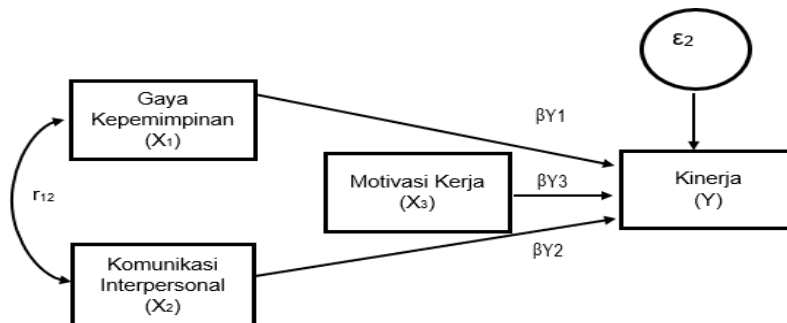 ε₂
Gaya
Kepemimpinan
(X₁)
βY1
Motivasi Kerja
(X₃)
βY3
Kinerja
(Y)
r₁₂
βY2
Komunikasi
Interpersonal
(X₂)